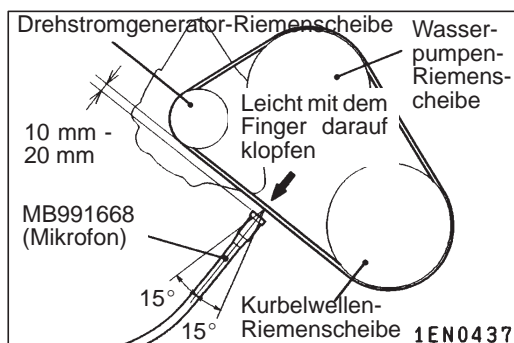 Drehstromgenerator-Riemenscheibe
Wasser-
pumpen-
Riemens-
cheibe
Leicht mit dem
Finger darauf
klopfen
10 mm -
20 mm
MB991668
(Mikrofon)
15°
15°
Kurbelwellen-
Riemenscheibe
1EN0437